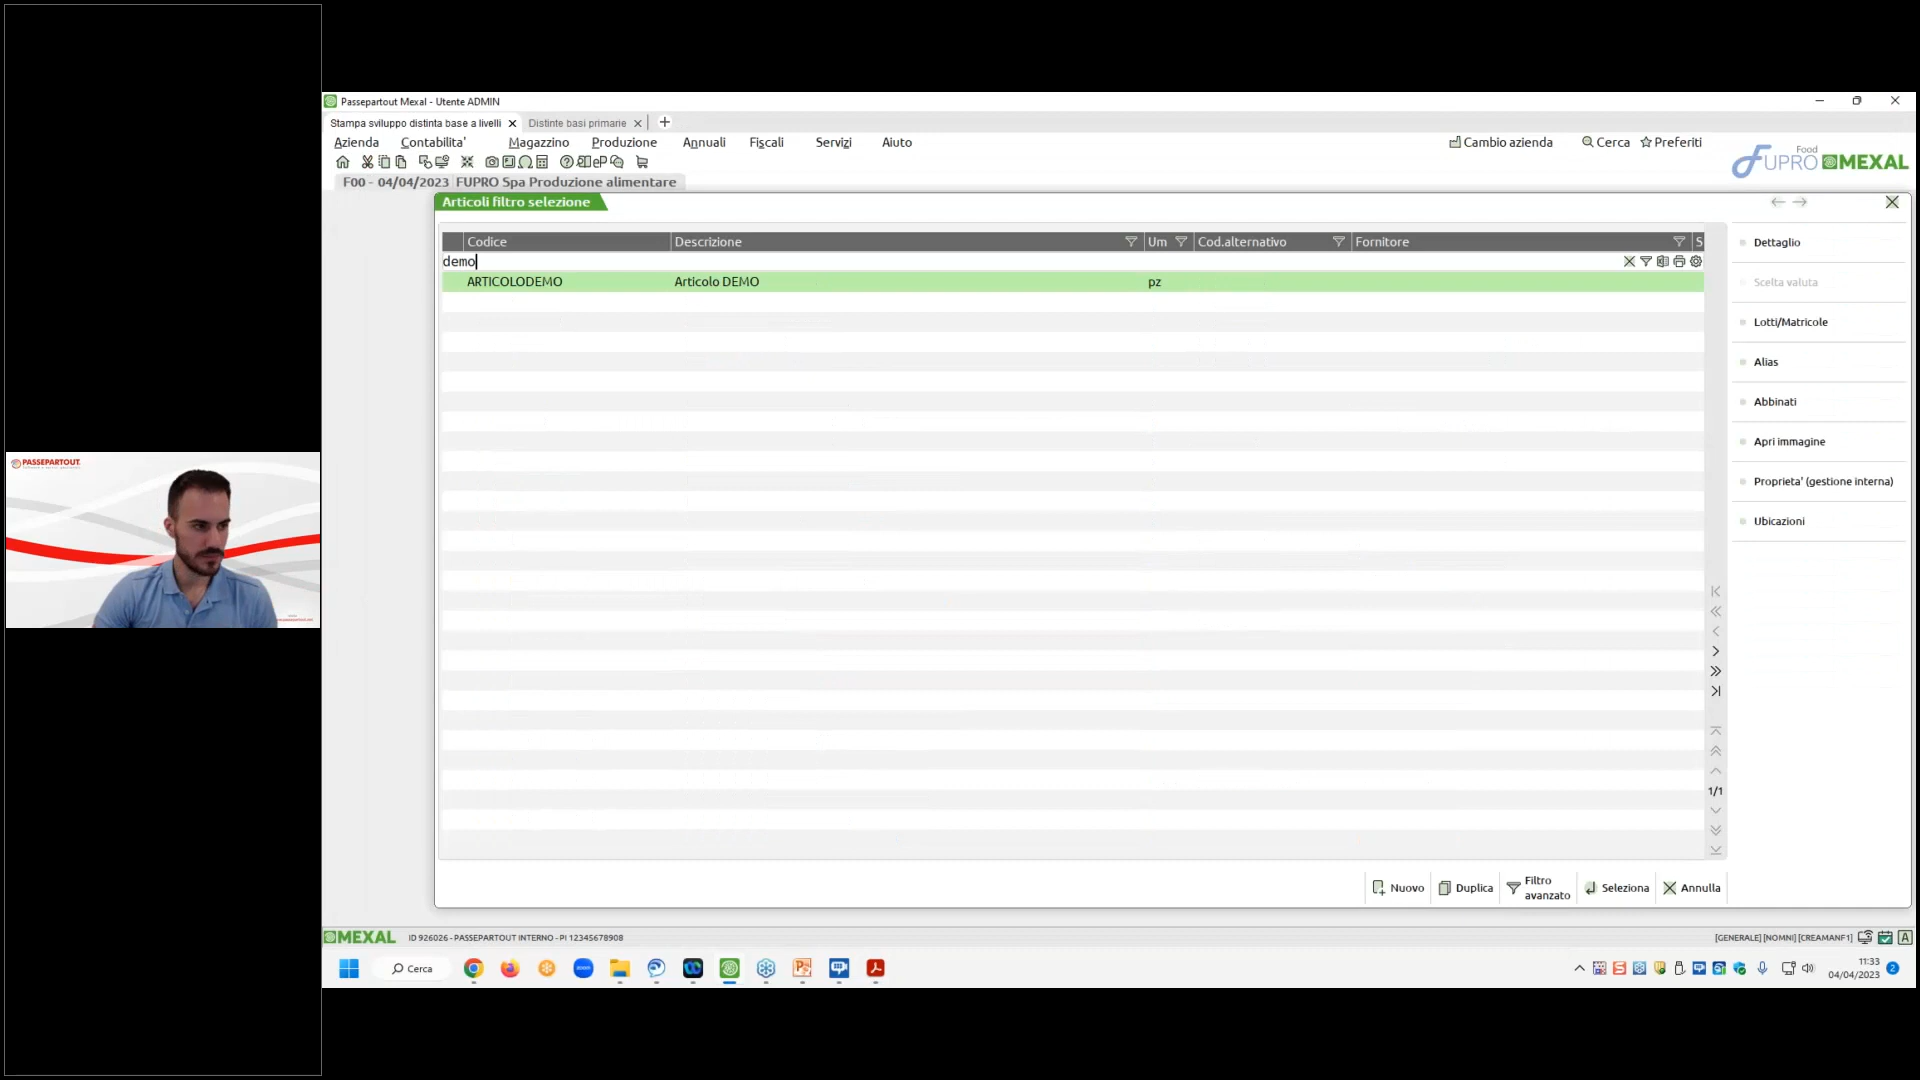 PASSEPARTOUT
Passepartout Mexal - Utente ADMIN
Stampa sviluppo distinta base a livelli
Distinte basi primarie
Azienda Contabilita' Magazzino Produzione Annuali Fiscali Servizi Aiuto
Cambio azienda Cerca Preferiti
Food
FUPRO MEXAL
F00 - 04/04/2023 FUPRO Spa Produzione alimentare
Articoli filtro selezione
Codice Descrizione Um Cod.alternativo Fornitore S
demo
ARTICOLODEMO Articolo DEMO pz
Dettaglio
Scelta valuta
Lotti/Matricole
Alias
Abbinati
Apri immagine
Proprieta' (gestione interna)
Ubicazioni
1/1
Nuovo Duplica Filtro avanzato Seleziona Annulla
MEXAL ID 926026 - PASSEPARTOUT INTERNO - PI 12345678908
[GENERALE] [NOMNI] [CREAMANF1] A
Cerca
zoom
11:33
04/04/2023
2